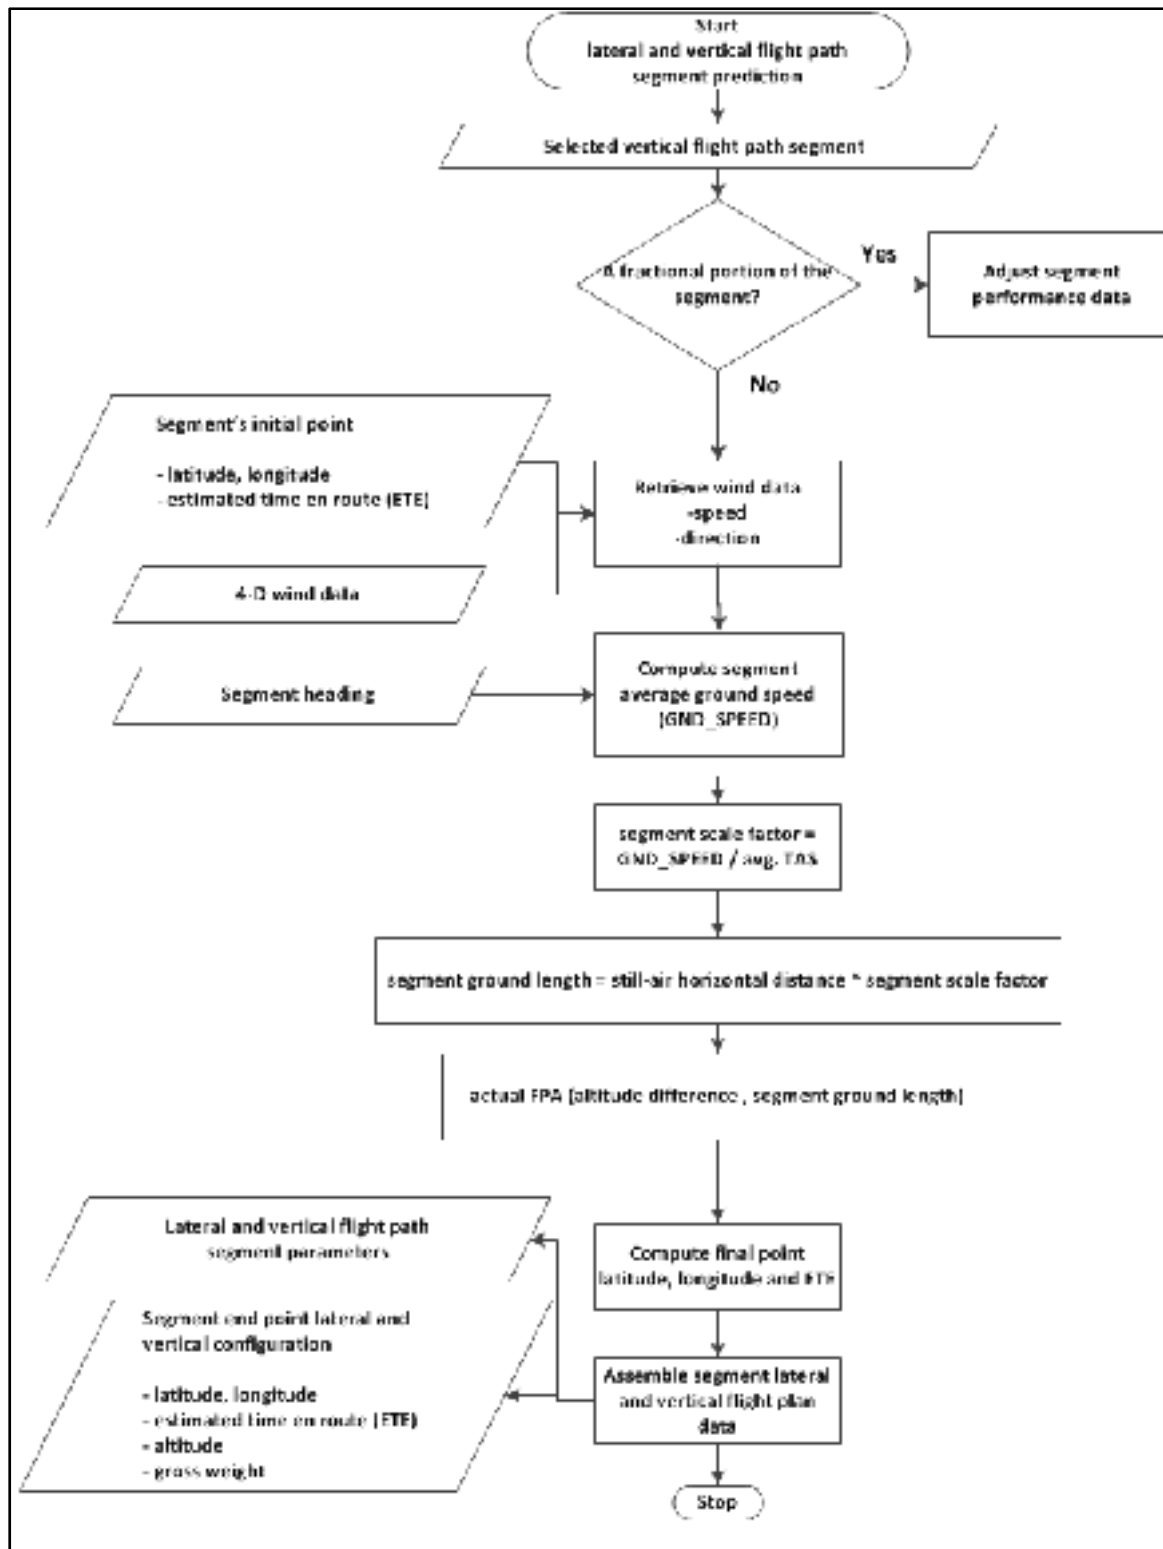 Start
lateral and vertical flight path
segment prediction
Selected vertical flight path segment
A fractional portion of the
segment?
Yes
Adjust segment
performance data
No
Segment's initial point
- latitude, longitude
- estimated time en route (ETE)
Retrieve wind data
-speed
-direction
4-D wind data
Compute segment
average ground speed
(GND_SPEED)
Segment heading
segment scale factor =
GND_SPEED / avg. TAS
segment ground length = still-air horizontal distance * segment scale factor
actual FPA (altitude difference , segment ground length)
Lateral and vertical flight path
segment parameters
Compute final point
latitude, longitude and ETE
Segment end point lateral and
vertical configuration
- latitude, longitude
- estimated time en route (ETE)
- altitude
- gross weight
Assemble segment lateral
and vertical flight plan
data
Stop